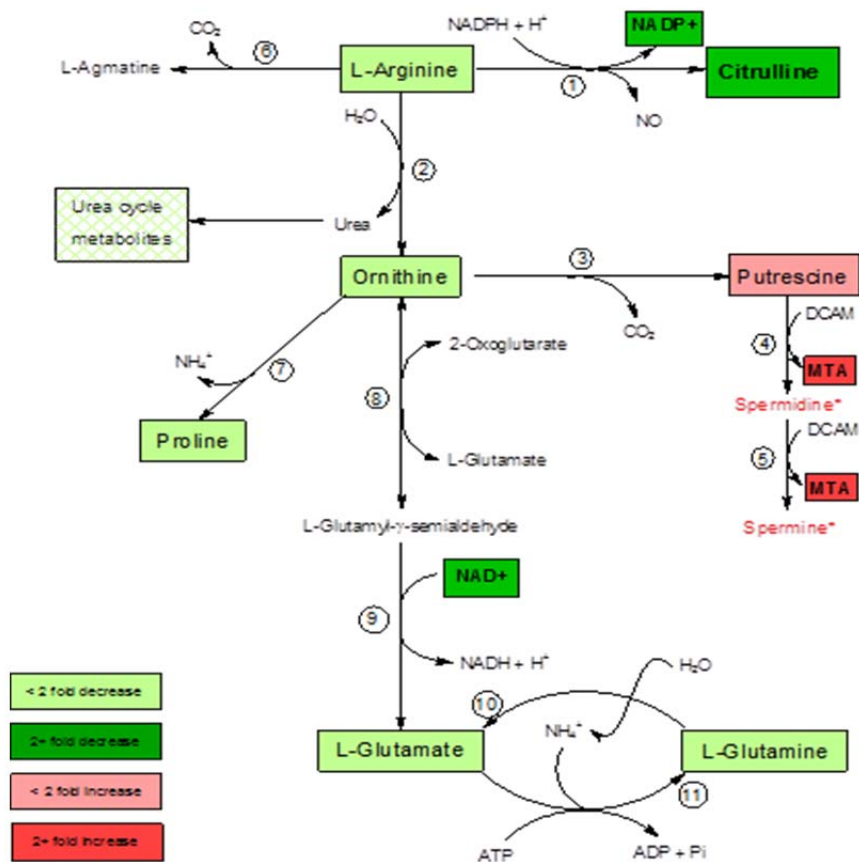 CO₂
NADPH + H⁺
NADP+
L-Agmatine
6
L-Arginine
1
Citrulline
H₂O
NO
2
Urea cycle
metabolites
Urea
Ornithine
3
Putrescine
CO₂
DCAM
4
MTA
2-Oxoglutarate
NH₄⁺
7
8
Spermidine*
DCAM
Proline
L-Glutamate
5
MTA
L-Glutamyl-γ-semialdehyde
Spermine*
NAD+
9
NADH + H⁺
H₂O
< 2 fold decrease
10
NH₄⁺
2+ fold decrease
L-Glutamate
L-Glutamine
< 2 fold increase
11
2+ fold increase
ATP
ADP + Pi